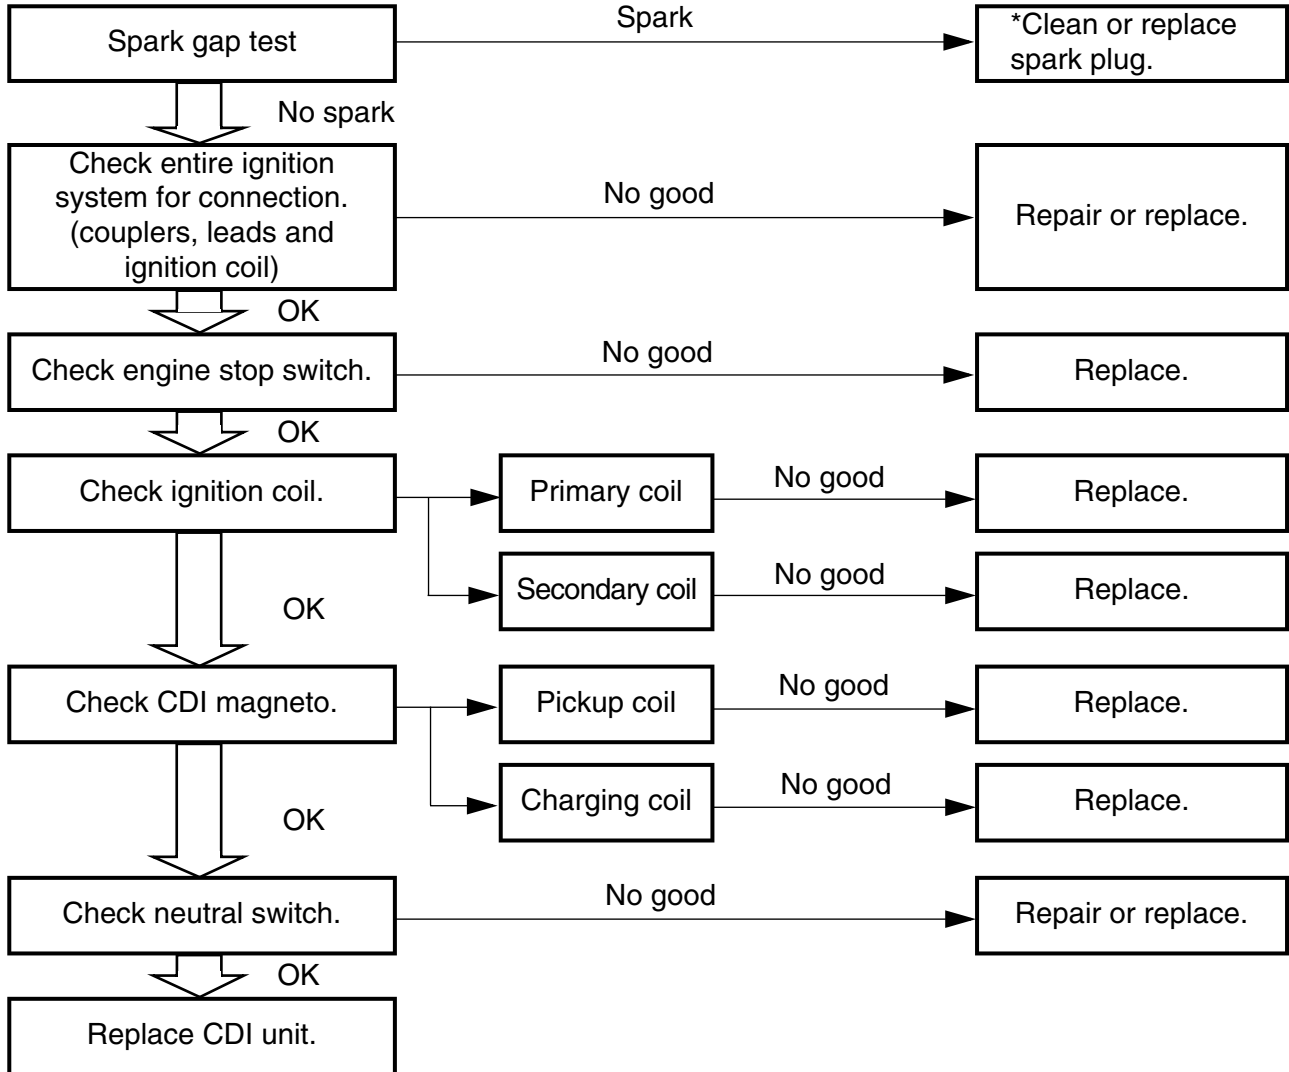 Spark gap test
Spark
*Clean or replace
spark plug.
No spark
Check entire ignition
system for connection.
(couplers, leads and
ignition coil)
No good
Repair or replace.
OK
Check engine stop switch.
No good
Replace.
OK
Check ignition coil.
Primary coil
No good
Replace.
Secondary coil
No good
Replace.
OK
Check CDI magneto.
Pickup coil
No good
Replace.
Charging coil
No good
Replace.
OK
Check neutral switch.
No good
Repair or replace.
OK
Replace CDI unit.